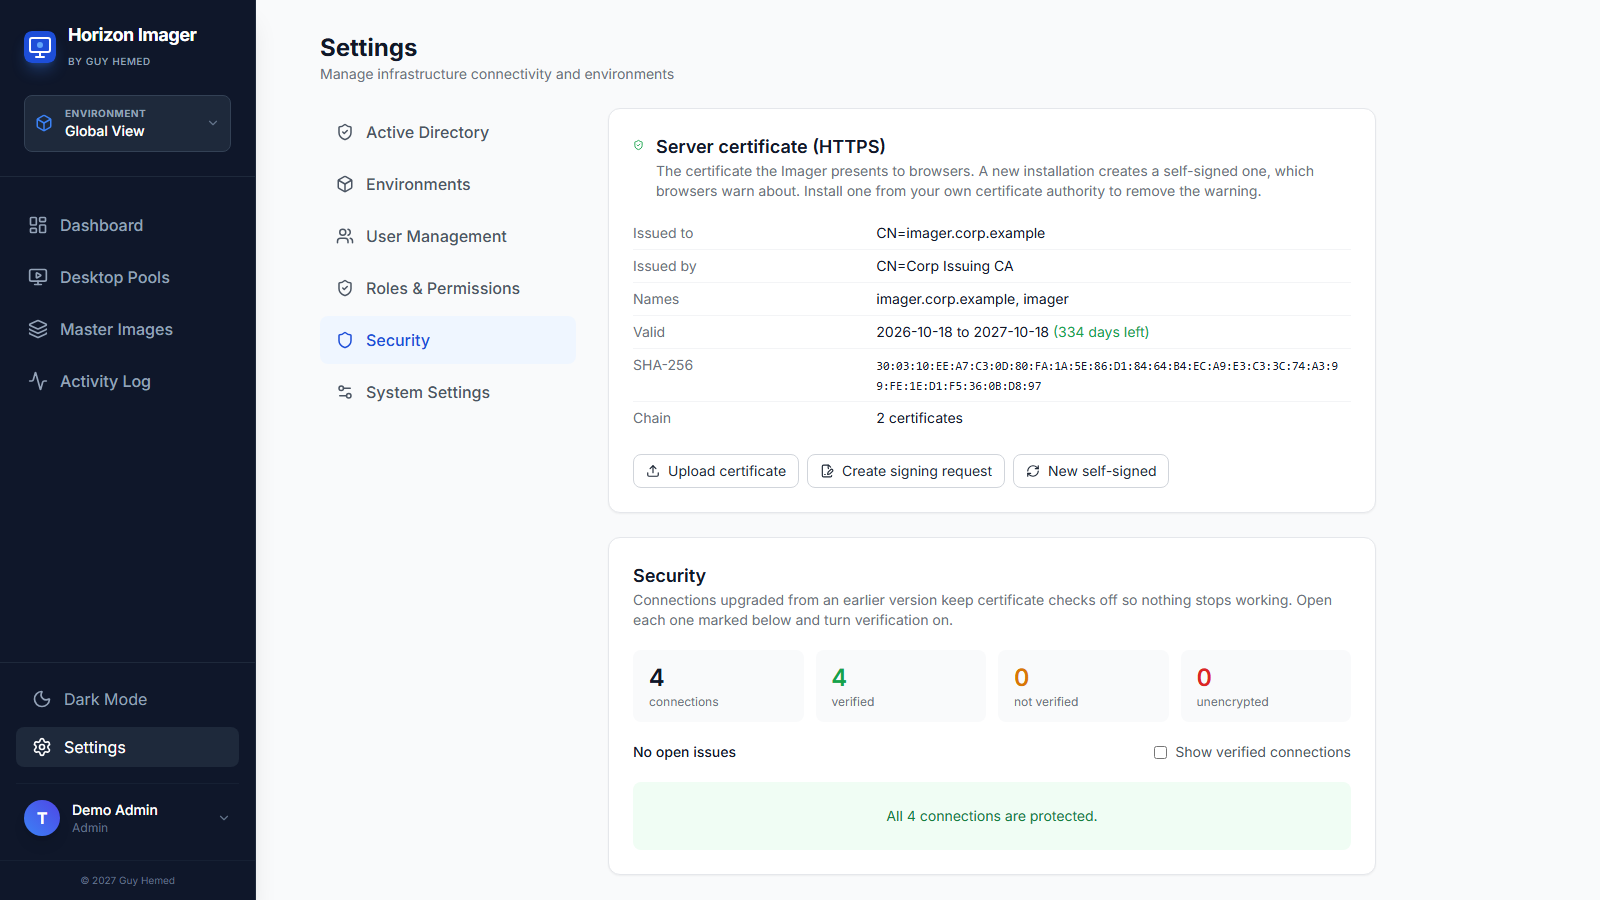 Horizon Imager
BY GUY HEMED
ENVIRONMENT
Global View
Dashboard
Desktop Pools
Master Images
Activity Log
Dark Mode
Settings
T
Demo Admin
Admin
© 2027 Guy Hemed
Settings
Manage infrastructure connectivity and environments
Active Directory
Environments
User Management
Roles & Permissions
Security
System Settings
Server certificate (HTTPS)
The certificate the Imager presents to browsers. A new installation creates a self-signed one, which
browsers warn about. Install one from your own certificate authority to remove the warning.
Issued to CN=imager.corp.example
Issued by CN=Corp Issuing CA
Names imager.corp.example, imager
Valid 2026-10-18 to 2027-10-18 (334 days left)
SHA-256 30:03:10:EE:A7:C3:0D:80:FA:1A:5E:86:D1:84:64:B4:EC:A9:E3:C3:3C:74:A3:9
9:FE:1E:D1:F5:36:0B:D8:97
Chain 2 certificates
Upload certificate Create signing request New self-signed
Security
Connections upgraded from an earlier version keep certificate checks off so nothing stops working. Open
each one marked below and turn verification on.
4 4 0 0
connections verified not verified unencrypted
No open issues Show verified connections
All 4 connections are protected.